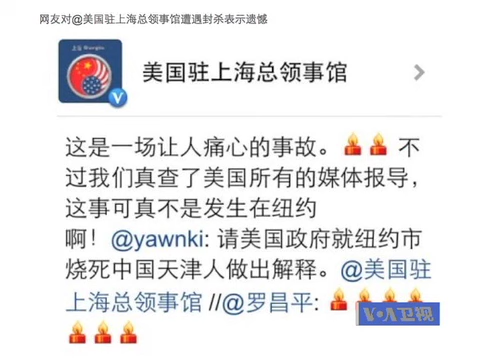 网友对@美国驻上海总领事馆遭遇封杀表示遗憾
美国驻上海总领事馆
这是一场让人痛心的事故。 不
过我们真查了美国所有的媒体报导，
这事可真不是发生在纽约
啊！@yawnki: 请美国政府就纽约市
烧死中国天津人做出解释。@美国驻
上海总领事馆 //@罗昌平:
VOA卫视